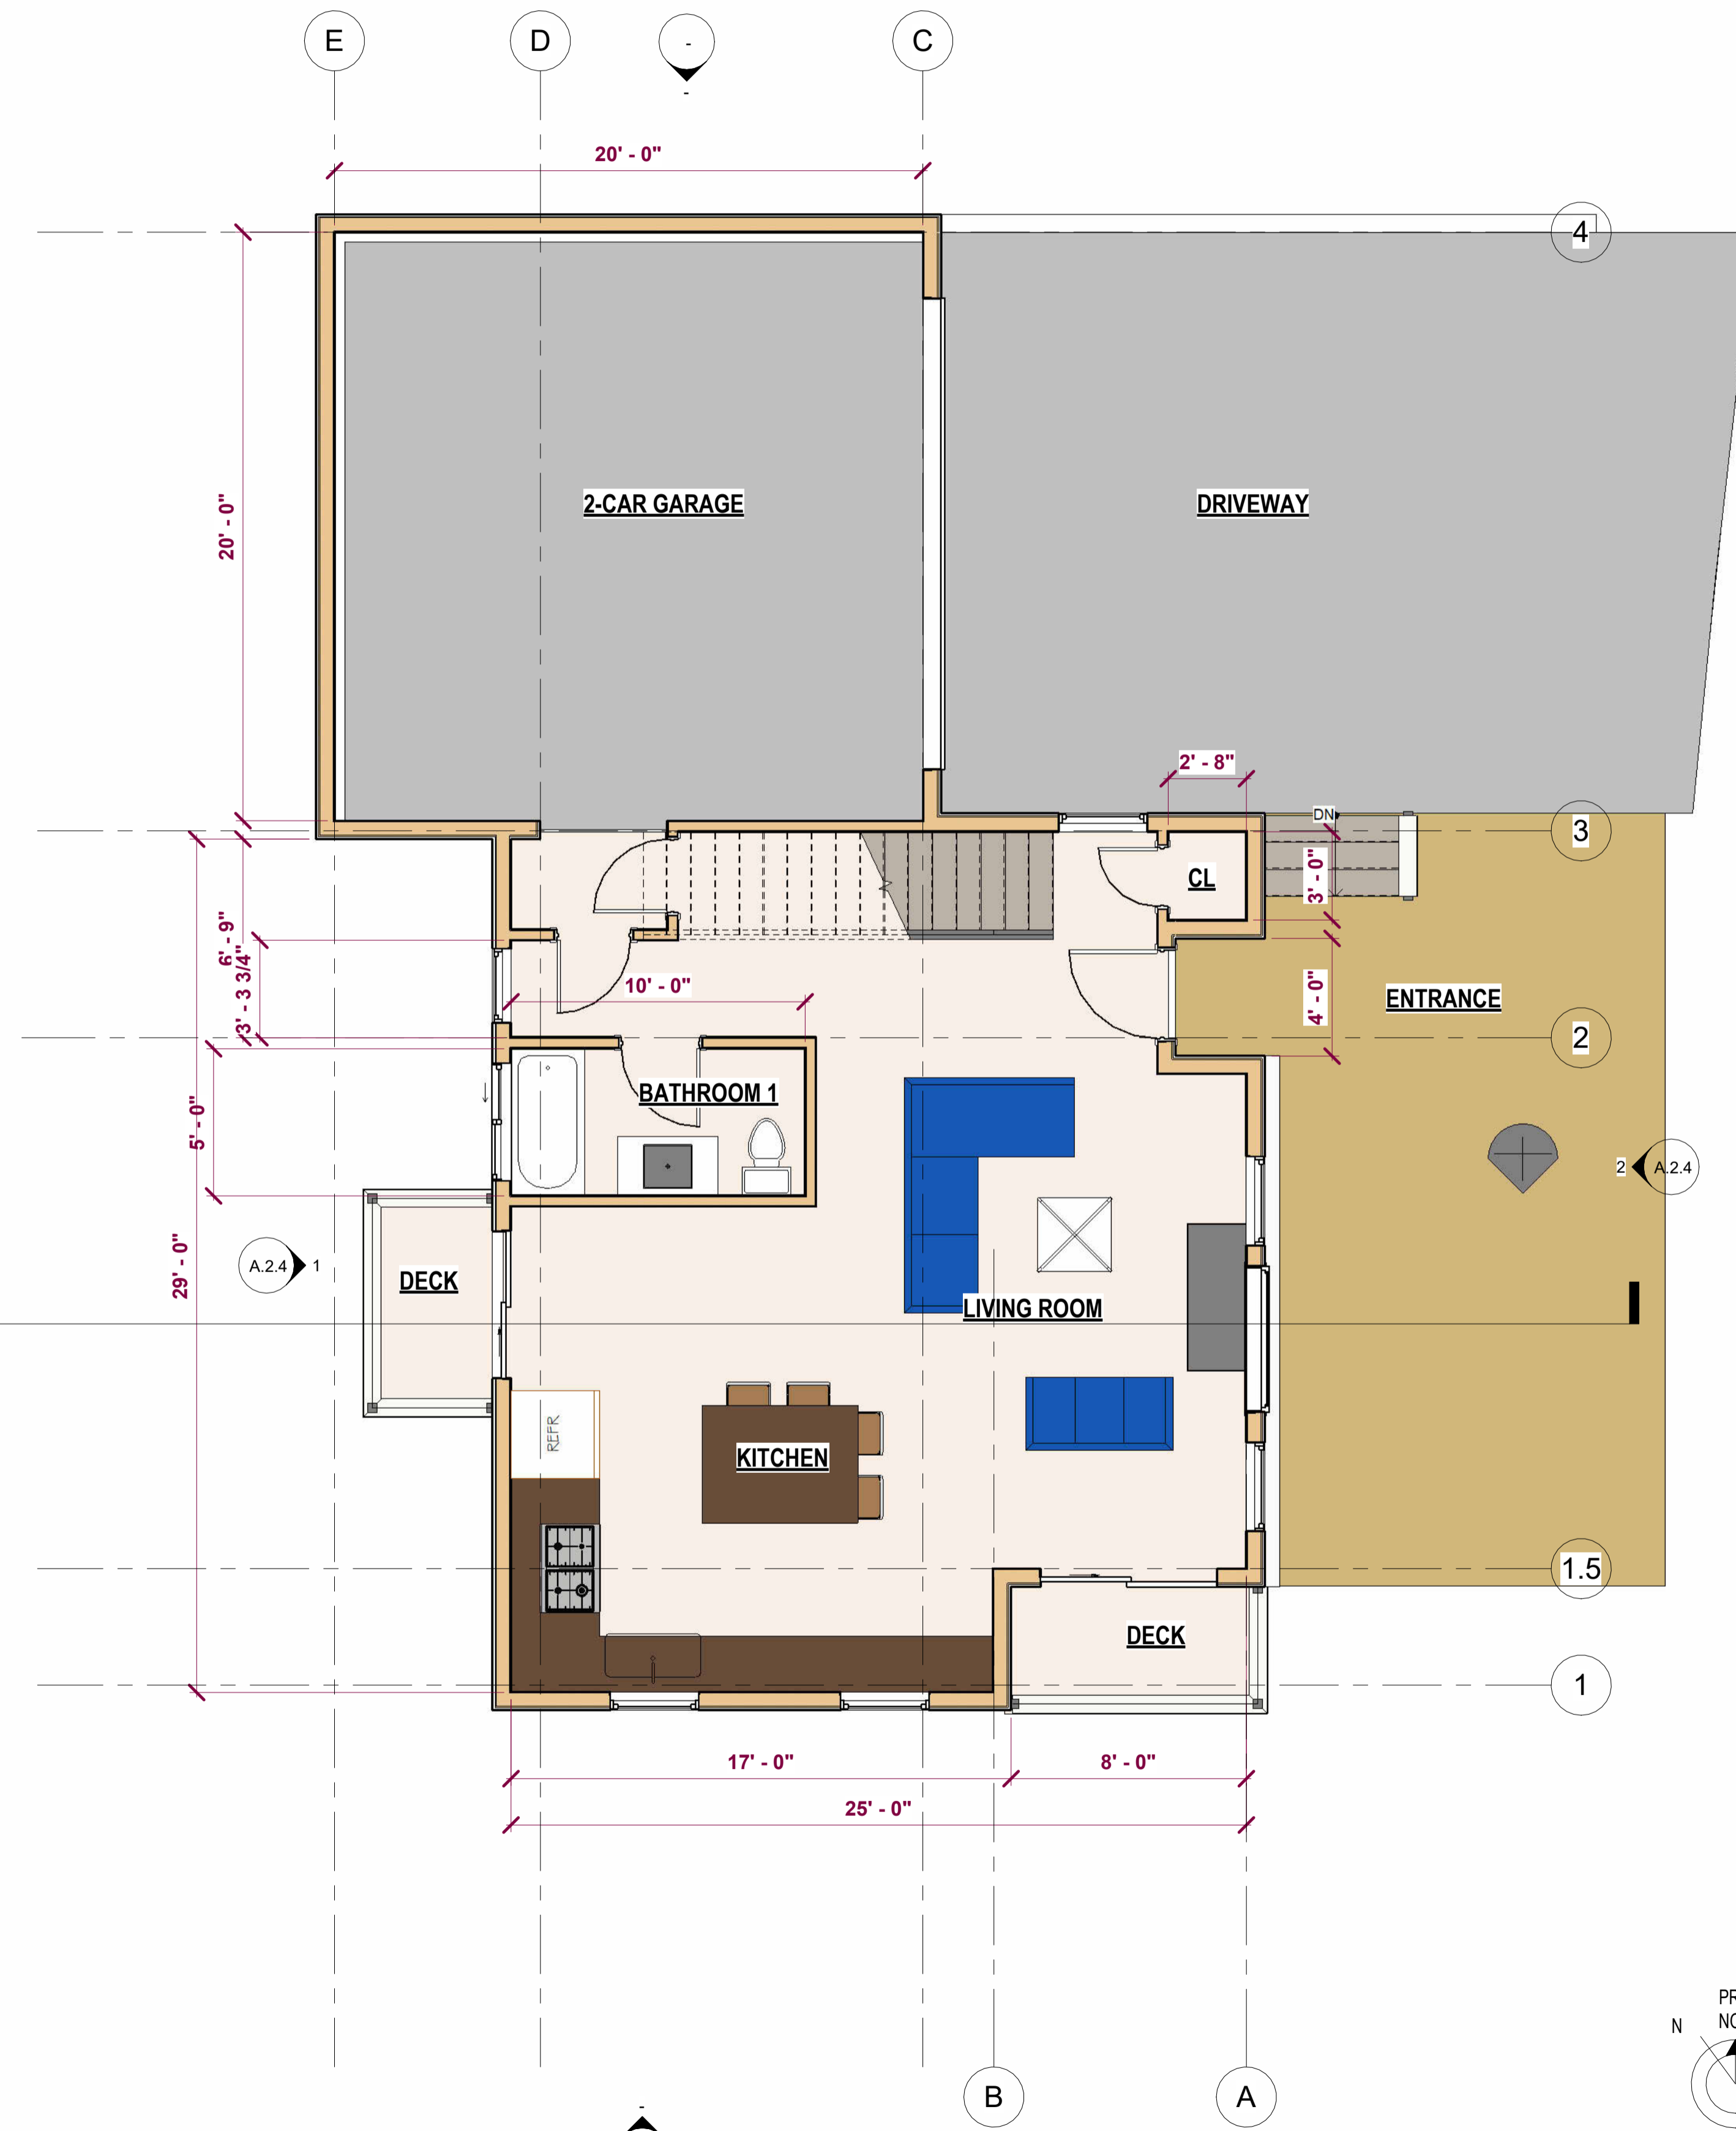 E
D
-
-
C
20' - 0"
4
20' - 0"
2-CAR GARAGE
DRIVEWAY
2' - 8"
DN
3
CL
3' - 0"
6' - 9"
3' - 3 3/4"
10' - 0"
4' - 0"
ENTRANCE
2
5' - 0"
BATHROOM 1
2
A.2.4
29' - 0"
A.2.4
1
DECK
LIVING ROOM
REFR
KITCHEN
1.5
DECK
1
17' - 0"
8' - 0"
25' - 0"
N
B
A
-